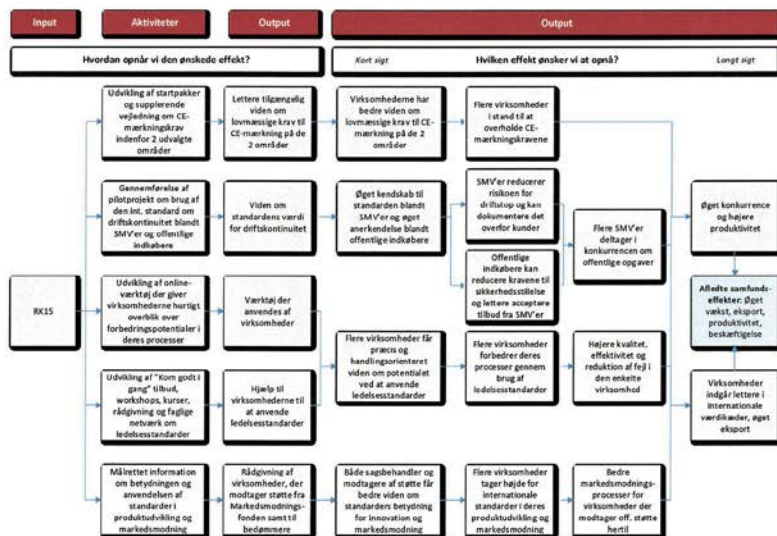 Input
Aktiviteter
Output
Output
Hvordan opnår vi den ønskede effekt?
Kort sigt
Hvilken effekt ønsker vi at opnå?
Langt sigt
RK15
Udvikling af startpakker
og supplerende
vejledning om CE-
mærkningskrav
indenfor 2 udvalgte
områder
Lettere tilgængelig
viden om
lovmæssige krav til
CE-mærkning på de
2 områder
Virksomhederne har
bedre viden om
lovmæssige krav til CE-
mærkning på de 2
områder
Flere virksomheder
i stand til at
overholde CE-
mærkningskravene
Gennemførelse af
pilotprojekt om brug af
den int. standard om
driftskontinuitet blandt
SMV'er og offentlige
indkøbere
Viden om
standardens værdi
for driftskontinuitet
Øget kendskab til
standarden blandt
SMV'er og øget
anerkendelse blandt
offentlige indkøbere
SMV'er reducerer
risikoen for
driftstop og kan
dokumentere det
overfor kunder
Offentlige
indkøbere kan
reducere kravene til
sikkerhedsstillelse
og lettere acceptere
tilbud fra SMV'er
Flere SMV'er
deltager i
konkurrencen om
offentlige opgaver
Øget konkurrence
og højere
produktivitet
Udvikling af online-
værktøj der giver
virksomhederne hurtigt
overblik over
forbedringspotentialer i
deres processer
Værktøj der
anvendes af
virksomheder
Udvikling af "Kom godt i
gang" tilbud,
workshops, kurser,
rådgivning og faglige
netværk om
ledelsesstandarder
Hjælp til
virksomhederne til
at anvende
ledelsesstandarder
Flere virksomheder får
præcis og
handlingsorienteret
viden om potentialet
ved at anvende
ledelsesstandarder
Flere virksomheder
forbedrer deres
processer gennem
brug af
ledelsesstandarder
Højere kvalitet,
effektivitet og
reduktion af fejl i
den enkelte
virksomhed
Afledte samfunds-
effekter: Øget
vækst, eksport,
produktivitet,
beskæftigelse
Virksomheder
indgår lettere i
internationale
værdikæder, øget
eksport
Målrettet information
om betydningen og
anvendelsen af
standarder i
produktudvikling og
markedsmodning
Rådgivning af
virksomheder, der
modtager støtte fra
Markedsmodnings-
fonden samt til
bedømmere
Både sagsbehandler og
modtagere af støtte får
bedre viden om
standarders betydning
for innovation og
markedsmodning
Flere virksomheder
tager højde for
internationale
standarder i deres
produktudvikling og
markedsmodning
Bedre
markedsmodnings-
processer for
virksomheder der
modtager off. støtte
hertil